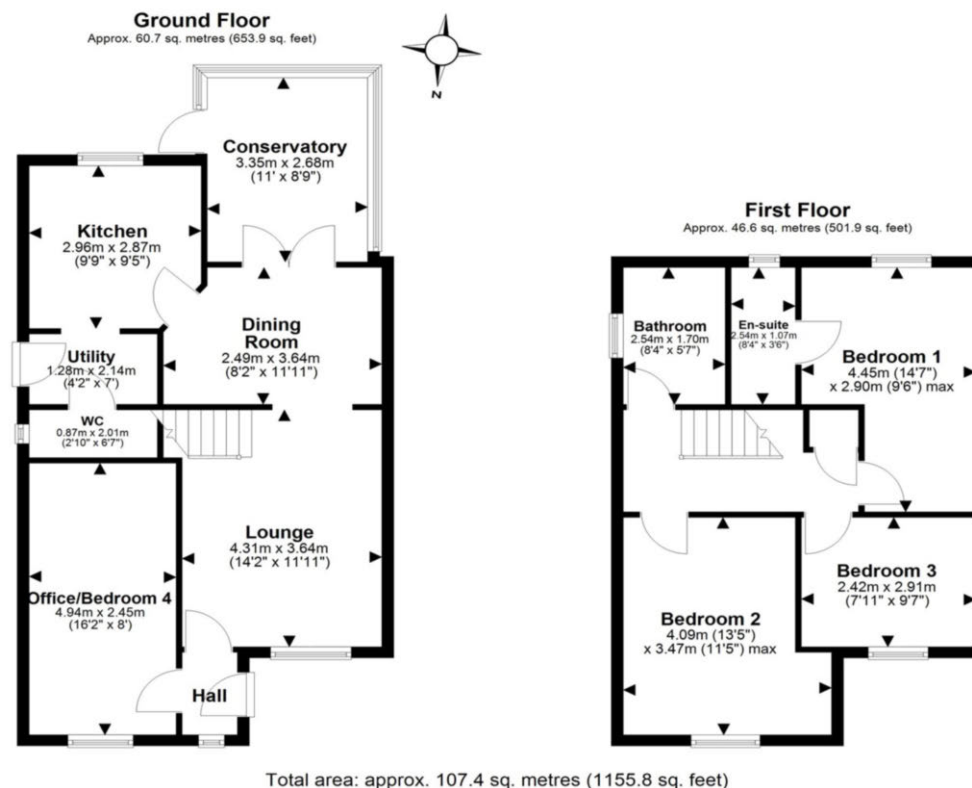 Ground Floor
Approx. 60.7 sq. metres (653.9 sq. feet)
N
Conservatory
3.35m x 2.68m
(11' x 8'9")
Kitchen
2.96m x 2.87m
(9'9" x 9'5")
Dining
Room
2.49m x 3.64m
(8'2" x 11'11")
Utility
1.28m x 2.14m
(4'2" x 7')
WC
0.87m x 2.01m
(2'10" x 6'7")
Lounge
4.31m x 3.64m
(14'2" x 11'11")
Office/Bedroom 4
4.94m x 2.45m
(16'2" x 8')
Hall
First Floor
Approx. 46.6 sq. metres (501.9 sq. feet)
Bathroom
2.54m x 1.70m
(8'4" x 5'7")
En-suite
2.54m x 1.07m
(8'4" x 3'6")
Bedroom 1
4.45m (14'7")
x 2.90m (9'6") max
Bedroom 3
2.42m x 2.91m
(7'11" x 9'7")
Bedroom 2
4.09m (13'5")
x 3.47m (11'5") max
Total area: approx. 107.4 sq. metres (1155.8 sq. feet)